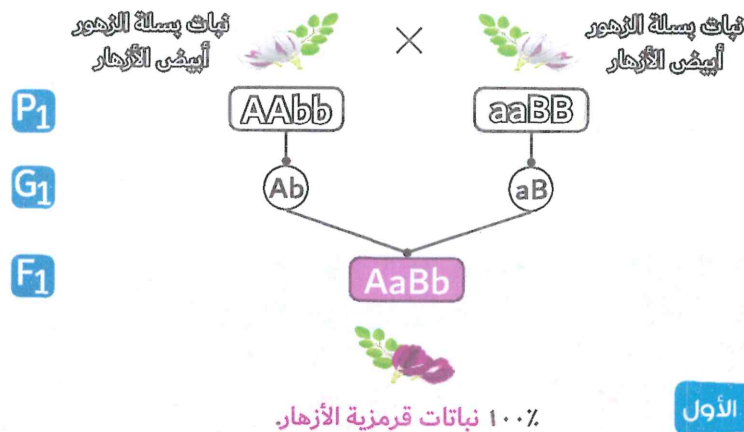 نبات بسلة الزهور
أبيض الأزهار
×
نبات بسلة الزهور
أبيض الأزهار
P1
AAbb
aaBB
G1
Ab
aB
F1
AaBb
١٠٠٪ نباتات قرمزية الأزهار.
الأول